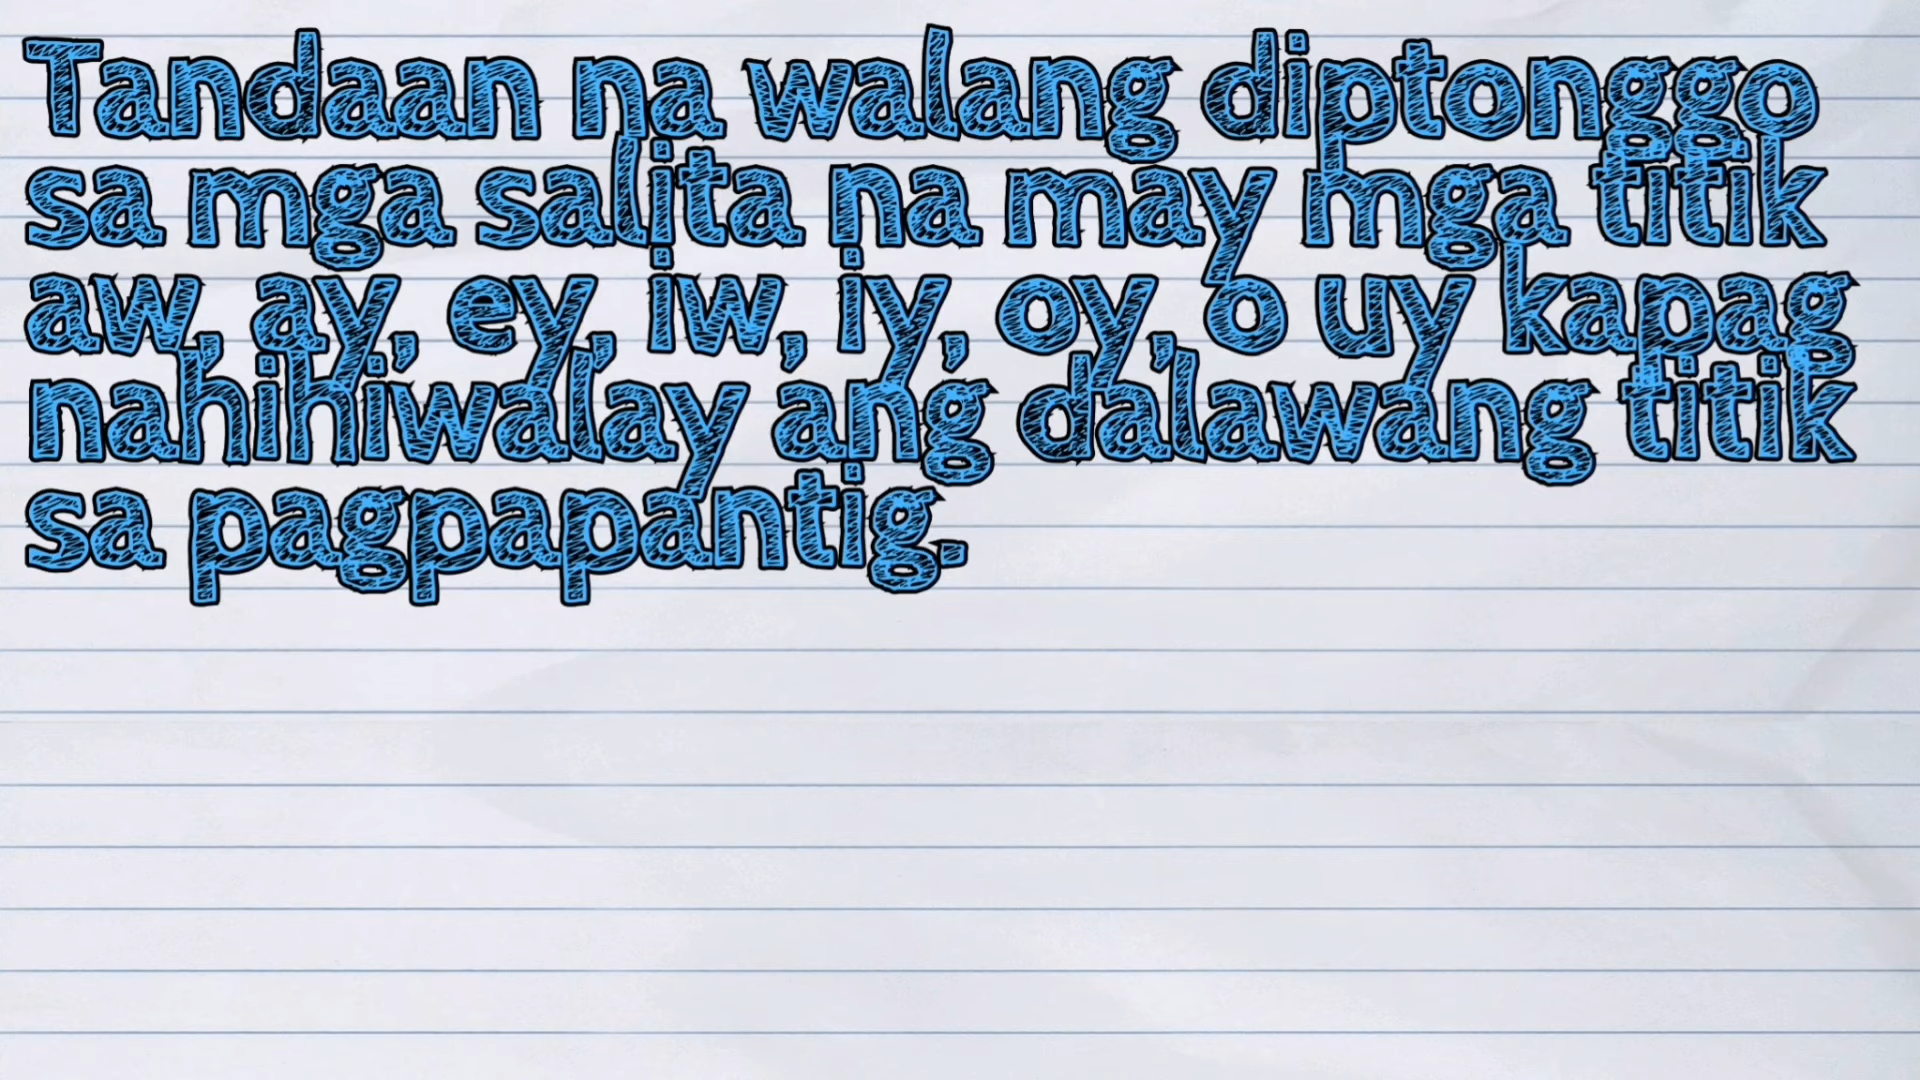 Tandaan na walang diptonggo
sa mga salita na may mga titik
aw, ay, ey, iw, iy, oy, o uy kapag
nahihiwalay ang dalawang titik
sa pagpapantig.